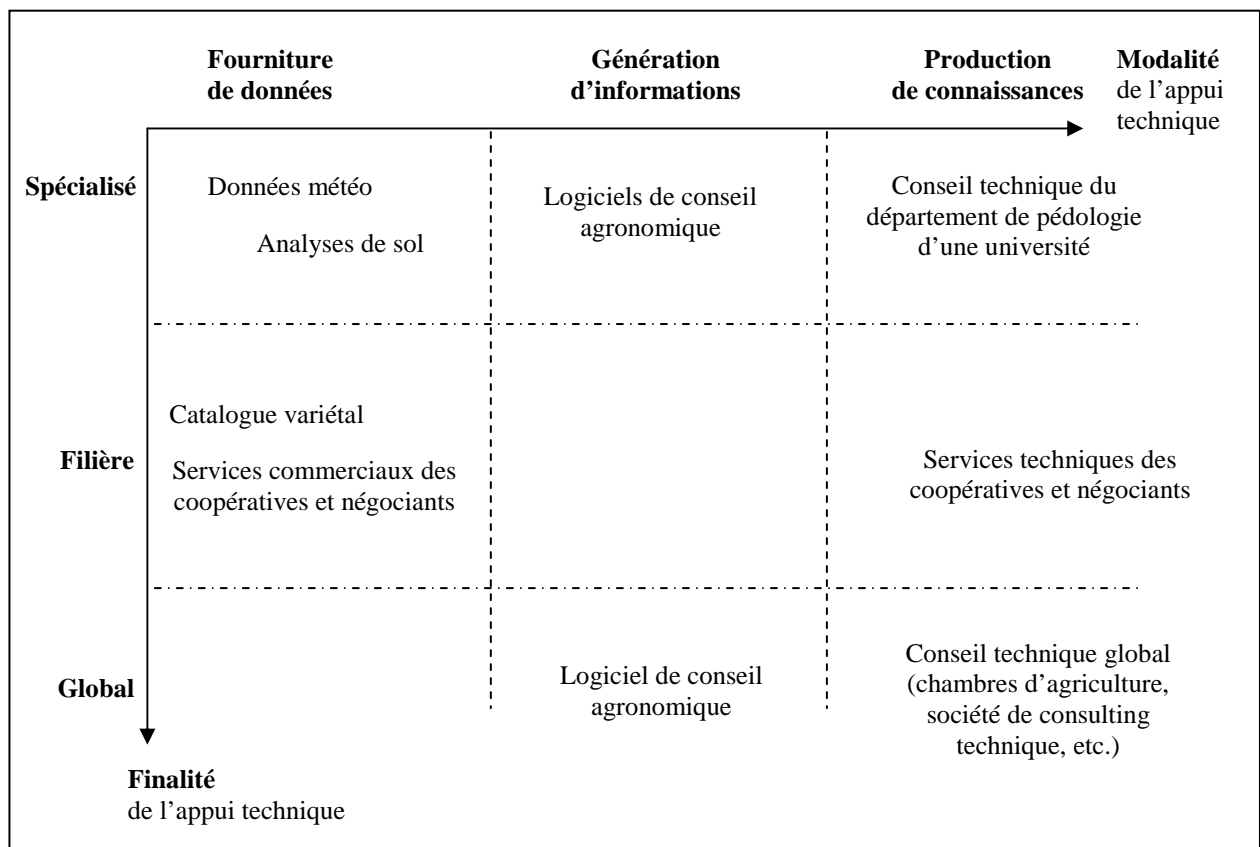 Fourniture
de données
Génération
d'informations
Production
de connaissances
Modalité
de l'appui
technique
Spécialisé
Données météo
Analyses de sol
Logiciels de conseil
agronomique
Conseil technique du
département de pédologie
d'une université
Filière
Catalogue variétal
Services commerciaux des
coopératives et négociants
Services techniques des
coopératives et négociants
Global
Logiciel de conseil
agronomique
Conseil technique global
(chambres d'agriculture,
société de consulting
technique, etc.)
Finalité
de l'appui technique